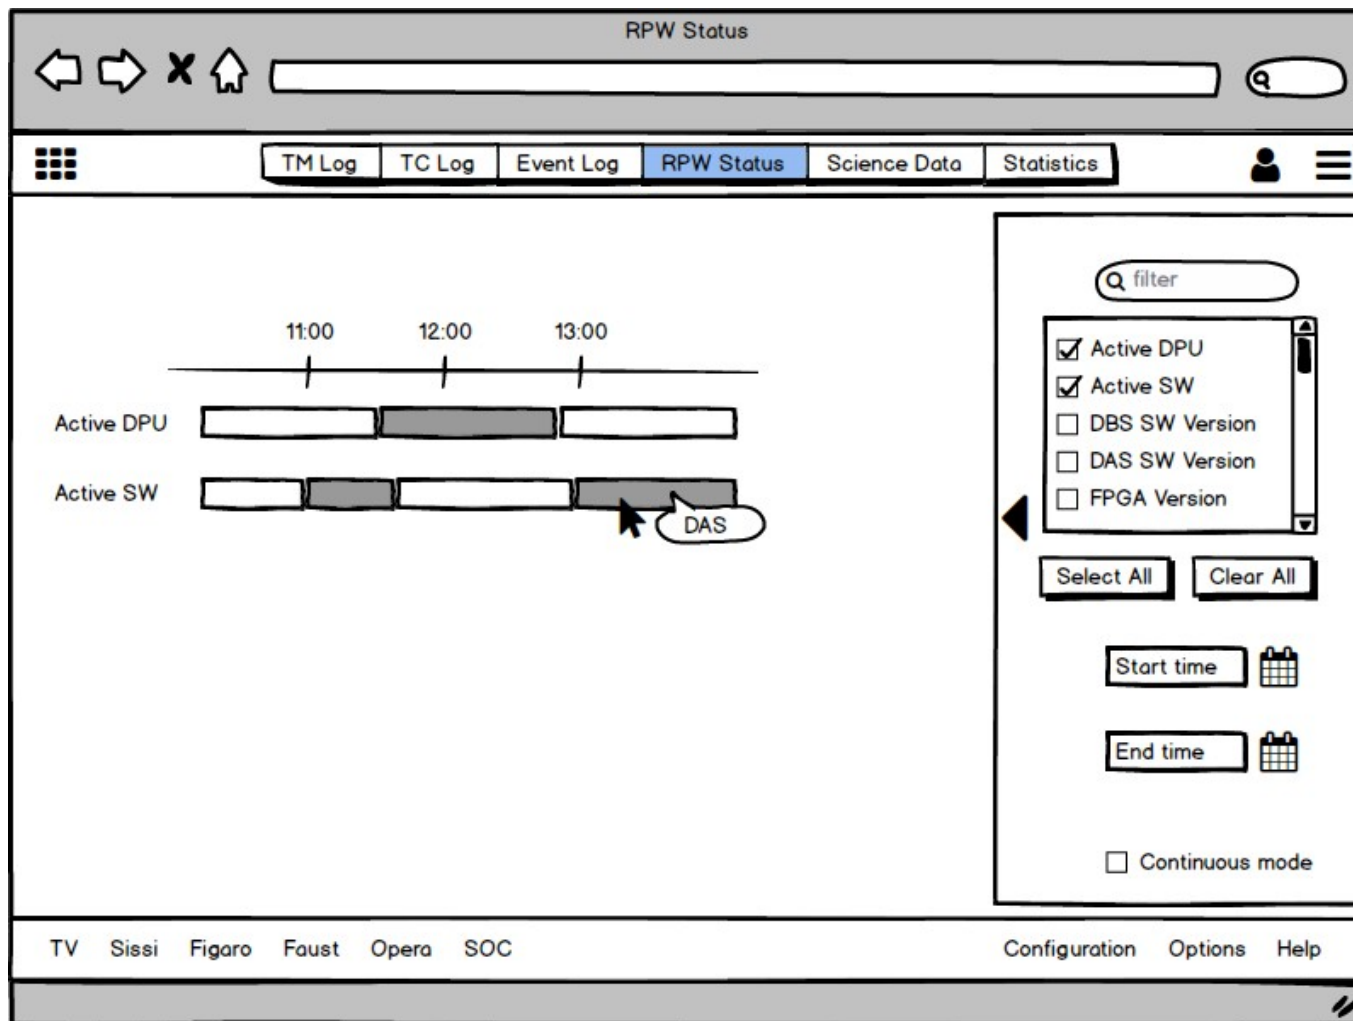 RPW Status
TM Log TC Log Event Log RPW Status Science Data Statistics
filter
11:00 12:00 13:00
Active DPU
Active SW
DAS
Active DPU
Active SW
DBS SW Version
DAS SW Version
FPGA Version
Select All Clear All
Start time
End time
Continuous mode
TV Sissi Figaro Faust Opera SOC
Configuration Options Help